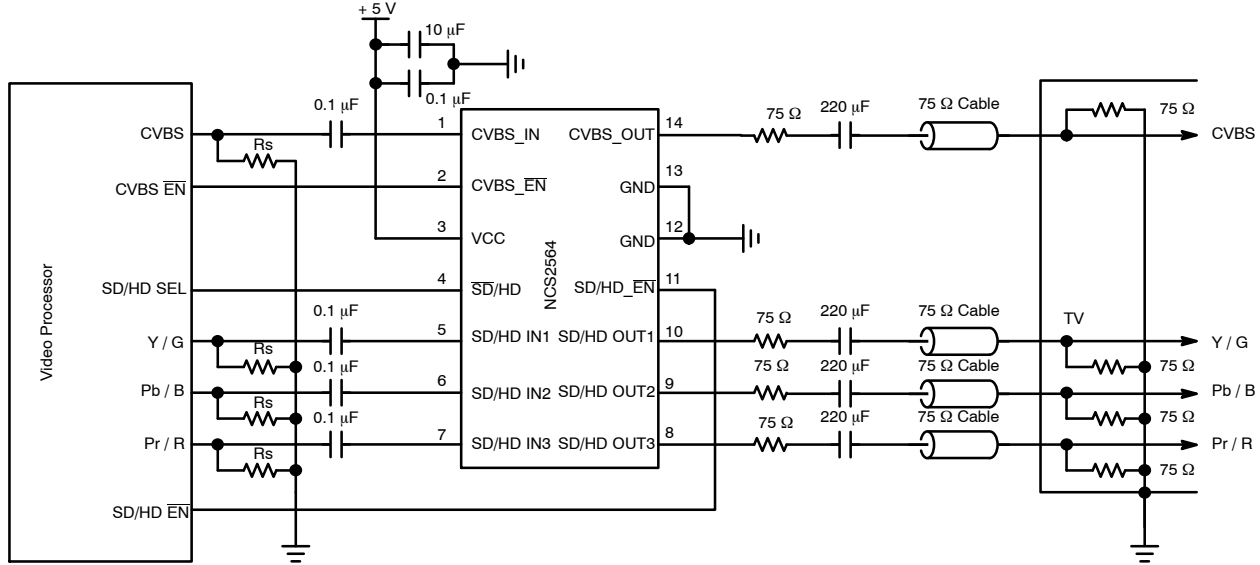 + 5 V
10 μF
0.1 μF
0.1 μF
75 Ω
220 μF
75 Ω Cable
75 Ω
CVBS
Rs
1
CVBS_IN
CVBS_OUT
14
CVBS
CVBS E̅N̅
2
CVBS_E̅N̅
GND
13
3
VCC
GND
12
Video Processor
NCS2564
SD/HD SEL
4
S̅D̅/HD
SD/HD_E̅N̅
11
0.1 μF
75 Ω
220 μF
75 Ω Cable
TV
Y / G
5
SD/HD IN1
SD/HD OUT1
10
Y / G
Rs
0.1 μF
75 Ω
220 μF
75 Ω Cable
75 Ω
Pb / B
6
SD/HD IN2
SD/HD OUT2
9
Pb / B
Rs
0.1 μF
75 Ω
220 μF
75 Ω Cable
75 Ω
Pr / R
7
SD/HD IN3
SD/HD OUT3
8
Pr / R
Rs
75 Ω
SD/HD E̅N̅